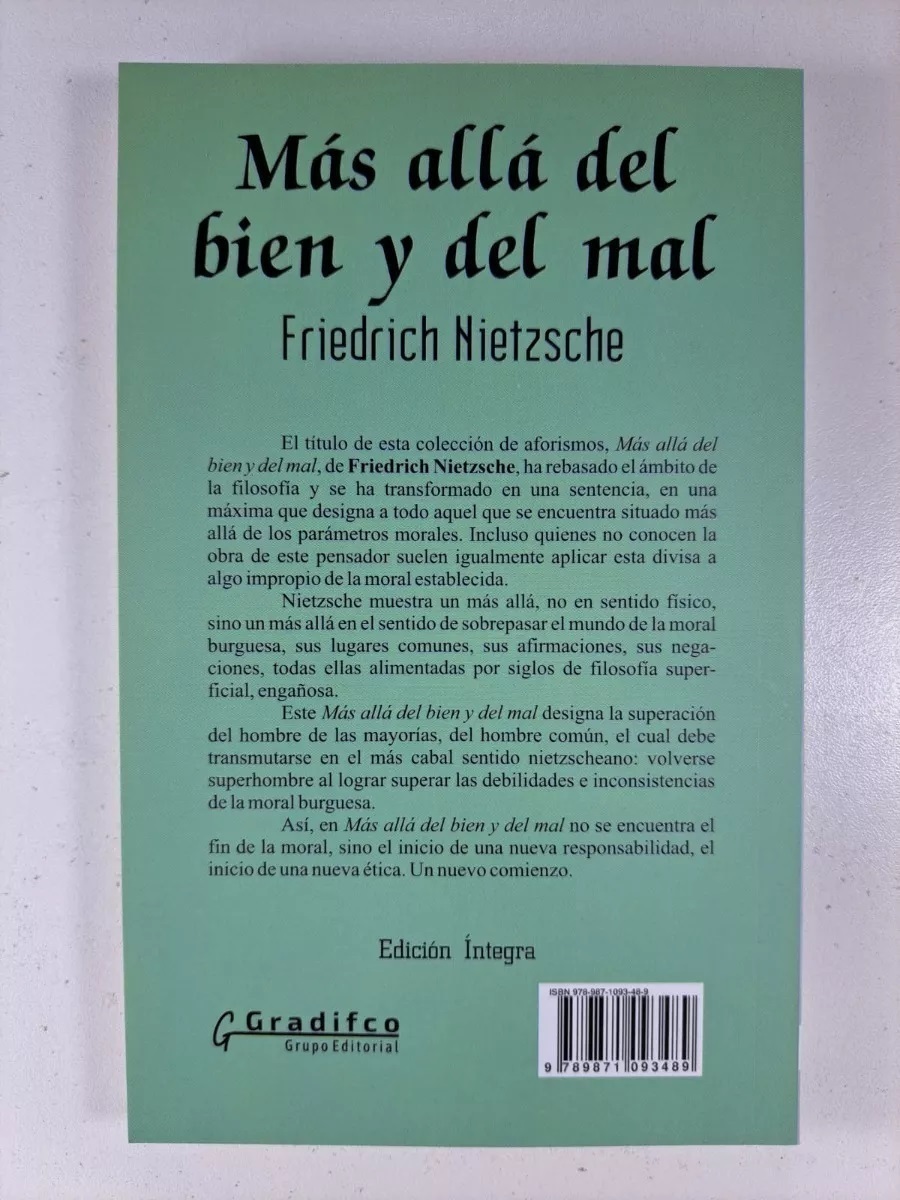 Más allá del
bien y del mal
Friedrich Nietzsche
El título de esta colección de aforismos, Más allá del
bien y del mal, de Friedrich Nietzsche, ha rebasado el ámbito de
la filosofía y se ha transformado en una sentencia, en una
máxima que designa a todo aquel que se encuentra situado más
allá de los parámetros morales. Incluso quienes no conocen la
obra de este pensador suelen igualmente aplicar esta divisa a
algo impropio de la moral establecida.
Nietzsche muestra un más allá, no en sentido físico,
sino un más allá en el sentido de sobrepasar el mundo de la moral
burguesa, sus lugares comunes, sus afirmaciones, sus nega-
ciones, todas ellas alimentadas por siglos de filosofía super-
ficial, engañosa.
Este Más allá del bien y del mal designa la superación
del hombre de las mayorías, del hombre común, el cual debe
transmutarse en el más cabal sentido nietzscheano: volverse
superhombre al lograr superar las debilidades e inconsistencias
de la moral burguesa.
Así, en Más allá del bien y del mal no se encuentra el
fin de la moral, sino el inicio de una nueva responsabilidad, el
inicio de una nueva ética. Un nuevo comienzo.
Edición Íntegra
G Gradifco
Grupo Editorial
ISBN 978-987-1093-48-9
9 789871 093489